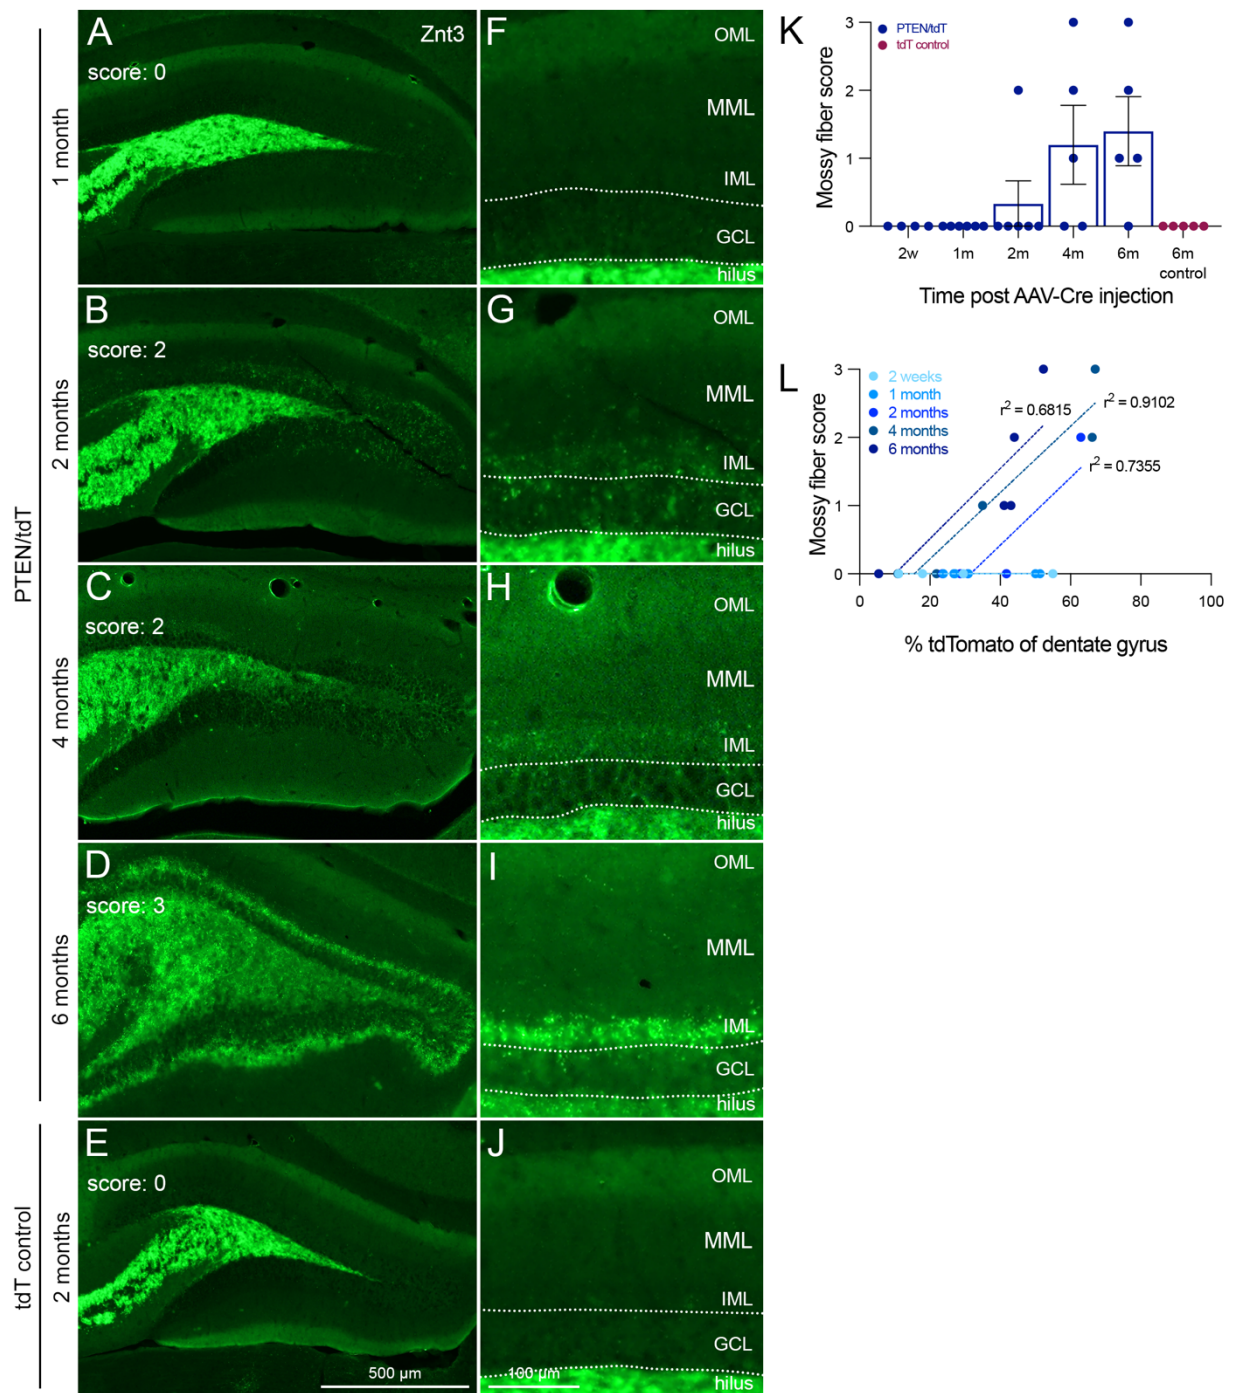 PTEN/tdT
tdT control
1 month
2 months
4 months
6 months
2 months
A
Znt3
score: 0
B
score: 2
C
score: 2
D
score: 3
E
score: 0
500 µm
F
OML
MML
IML
GCL
hilus
G
OML
MML
IML
GCL
hilus
H
OML
MML
IML
GCL
hilus
I
OML
MML
IML
GCL
hilus
J
OML
MML
IML
GCL
100 µm
hilus
K
PTEN/tdT
tdT control
Mossy fiber score
3
2
1
0
2w 1m 2m 4m 6m 6m
control
Time post AAV-Cre injection
L
2 weeks
1 month
2 months
4 months
6 months
r² = 0.6815
r² = 0.9102
r² = 0.7355
Mossy fiber score
3
2
1
0
0 20 40 60 80 100
% tdTomato of dentate gyrus